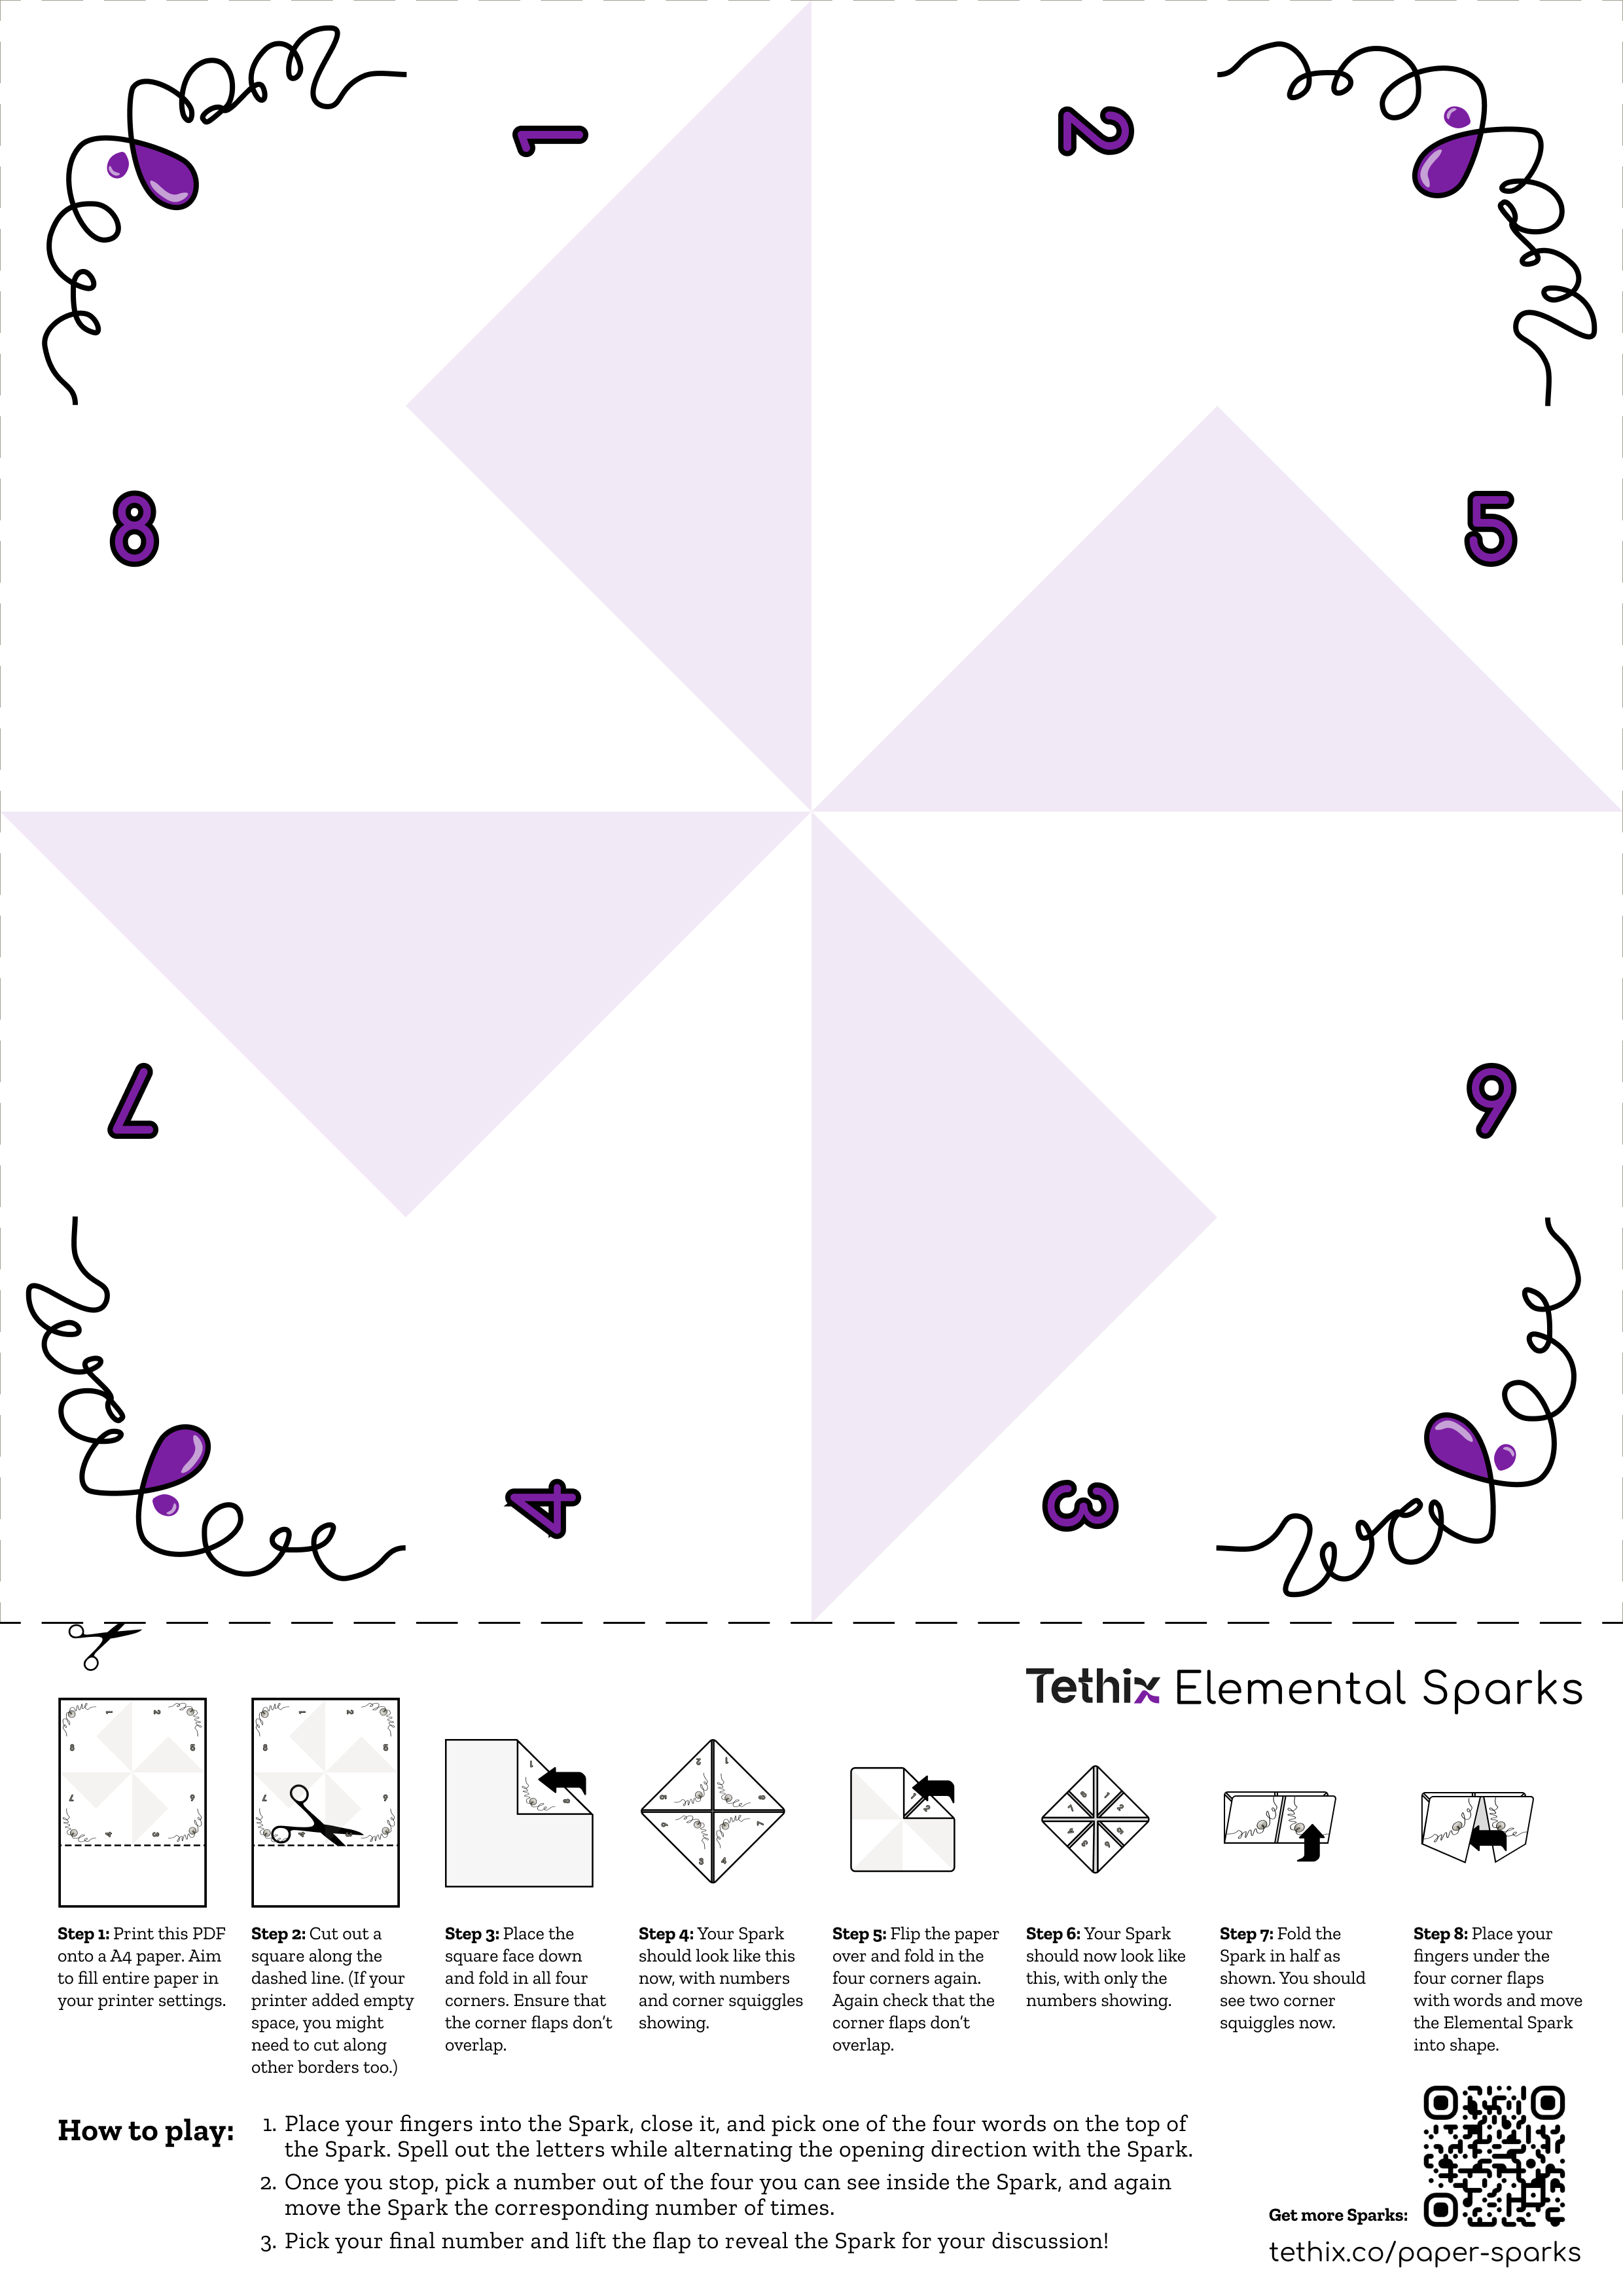 1
2
8
5
7
6
4
3
Tethix Elemental Sparks
Step 1: Print this PDF
onto a A4 paper. Aim
to fill entire paper in
your printer settings.
Step 2: Cut out a
square along the
dashed line. (If your
printer added empty
space, you might
need to cut along
other borders too.)
Step 3: Place the
square face down
and fold in all four
corners. Ensure that
the corner flaps don’t
overlap.
Step 4: Your Spark
should look like this
now, with numbers
and corner squiggles
showing.
Step 5: Flip the paper
over and fold in the
four corners again.
Again check that the
corner flaps don’t
overlap.
Step 6: Your Spark
should now look like
this, with only the
numbers showing.
Step 7: Fold the
Spark in half as
shown. You should
see two corner
squiggles now.
Step 8: Place your
fingers under the
four corner flaps
with words and move
the Elemental Spark
into shape.
How to play:
1. Place your fingers into the Spark, close it, and pick one of the four words on the top of
the Spark. Spell out the letters while alternating the opening direction with the Spark.
2. Once you stop, pick a number out of the four you can see inside the Spark, and again
move the Spark the corresponding number of times.
3. Pick your final number and lift the flap to reveal the Spark for your discussion!
Get more Sparks:
tethix.co/paper-sparks